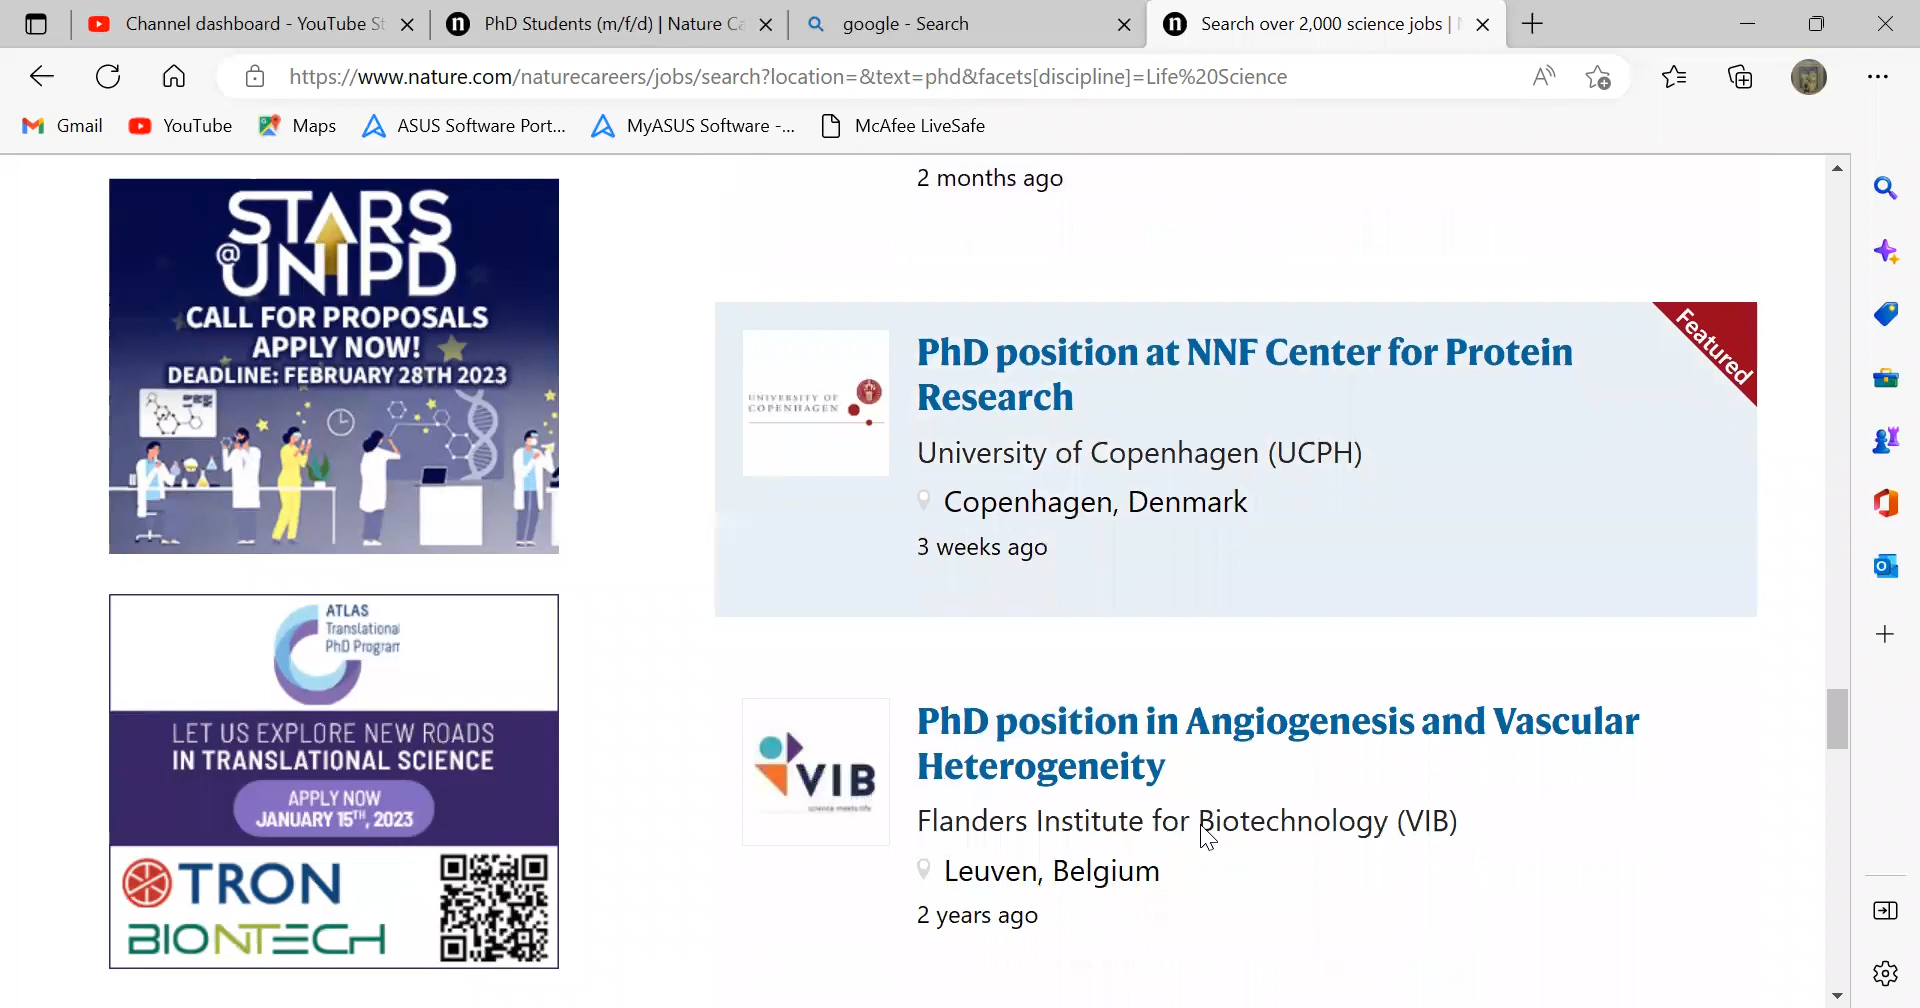 Channel dashboard - YouTube St
PhD Students (m/f/d) | Nature Ca
google - Search
Search over 2,000 science jobs |
https://www.nature.com/naturecareers/jobs/search?location=&text=phd&facets[discipline]=Life%20Science
Gmail
YouTube
Maps
ASUS Software Port...
MyASUS Software -...
McAfee LiveSafe
STARS
@UNIPD
CALL FOR PROPOSALS
APPLY NOW!
DEADLINE: FEBRUARY 28TH 2023
ATLAS
Translational
PhD Program
LET US EXPLORE NEW ROADS
IN TRANSLATIONAL SCIENCE
APPLY NOW
JANUARY 15TH, 2023
TRON
BIONTECH
2 months ago
Featured
UNIVERSITY OF
COPENHAGEN
PhD position at NNF Center for Protein
Research
University of Copenhagen (UCPH)
Copenhagen, Denmark
3 weeks ago
VIB
science meets life
PhD position in Angiogenesis and Vascular
Heterogeneity
Flanders Institute for Biotechnology (VIB)
Leuven, Belgium
2 years ago